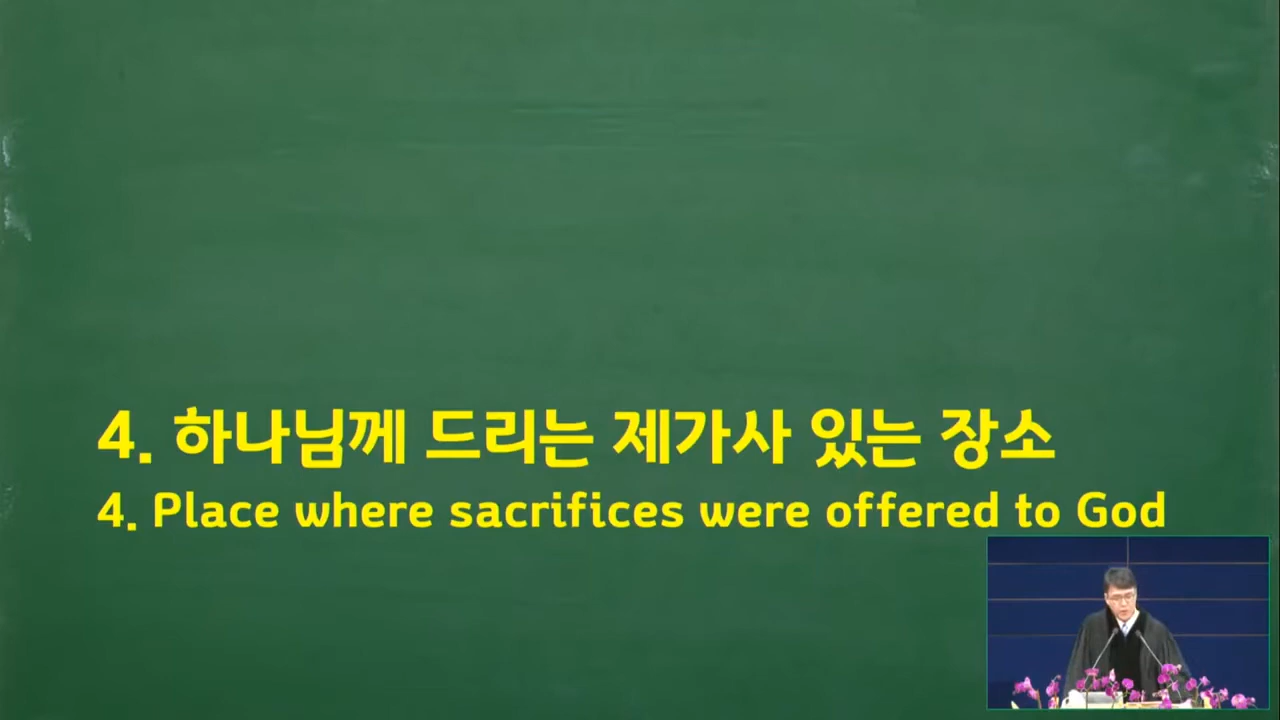 4. 하나님께 드리는 제가사 있는 장소
4. Place where sacrifices were offered to God